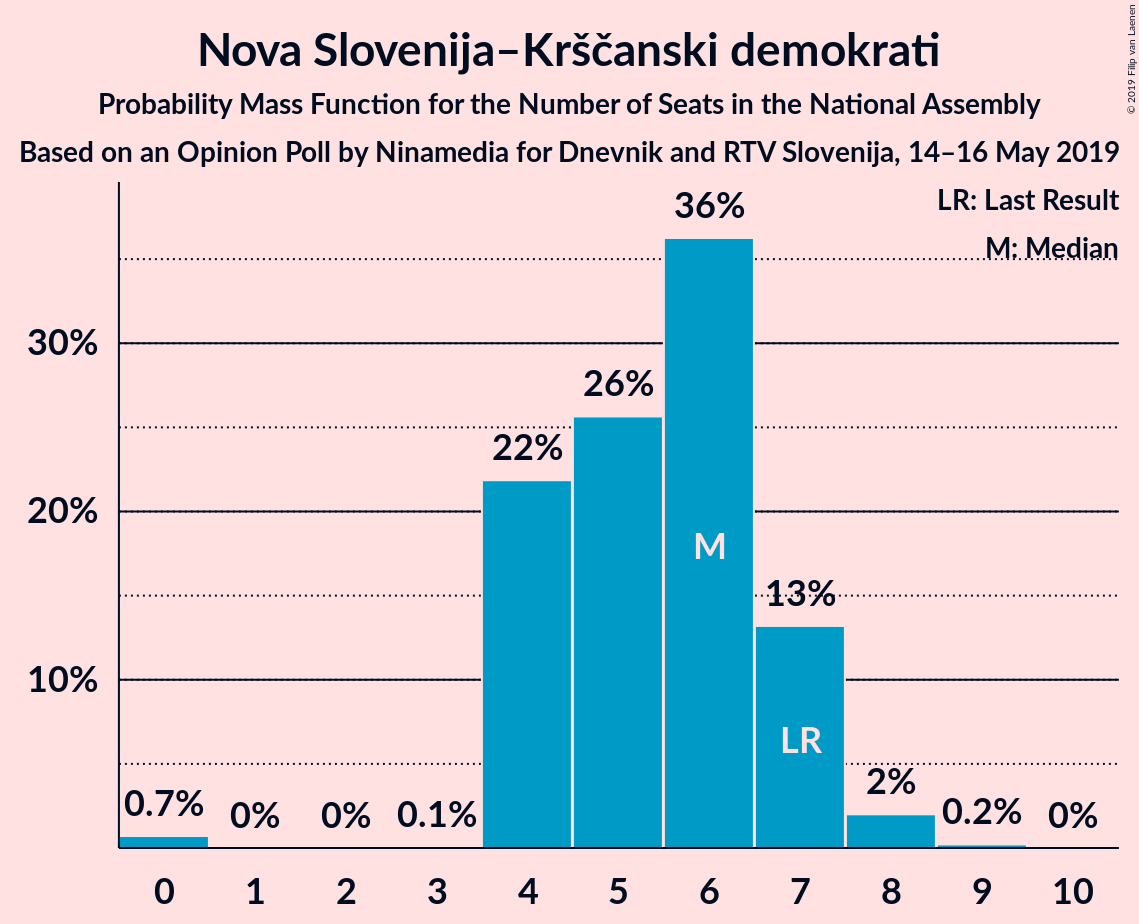 Nova Slovenija–Krščanski demokrati
Probability Mass Function for the Number of Seats in the National Assembly
Based on an Opinion Poll by Ninamedia for Dnevnik and RTV Slovenija, 14–16 May 2019
© 2019 Filip van Laenen
LR: Last Result
M: Median
36%
30%
26%
22%
20%
M
13%
10%
LR
2%
0.7%
0%
0%
0.1%
0.2%
0%
0 1 2 3 4 5 6 7 8 9 10